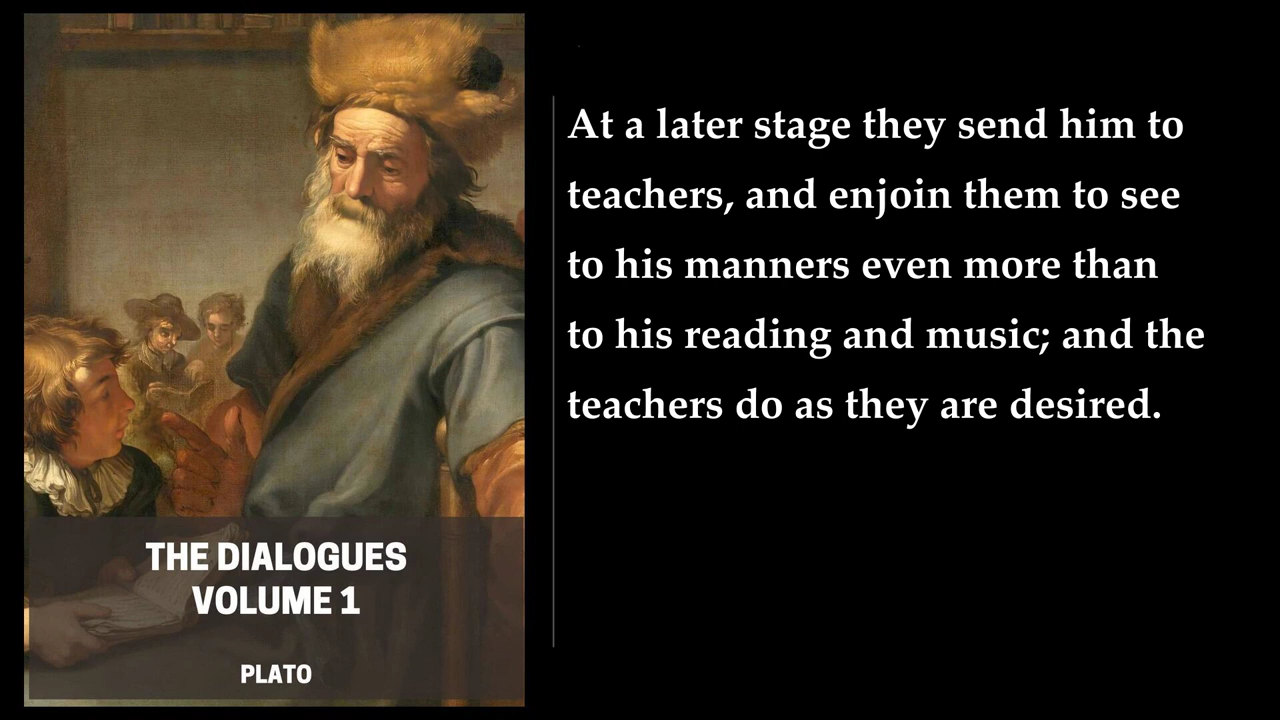 THE DIALOGUES
VOLUME 1
PLATO
At a later stage they send him to
teachers, and enjoin them to see
to his manners even more than
to his reading and music; and the
teachers do as they are desired.